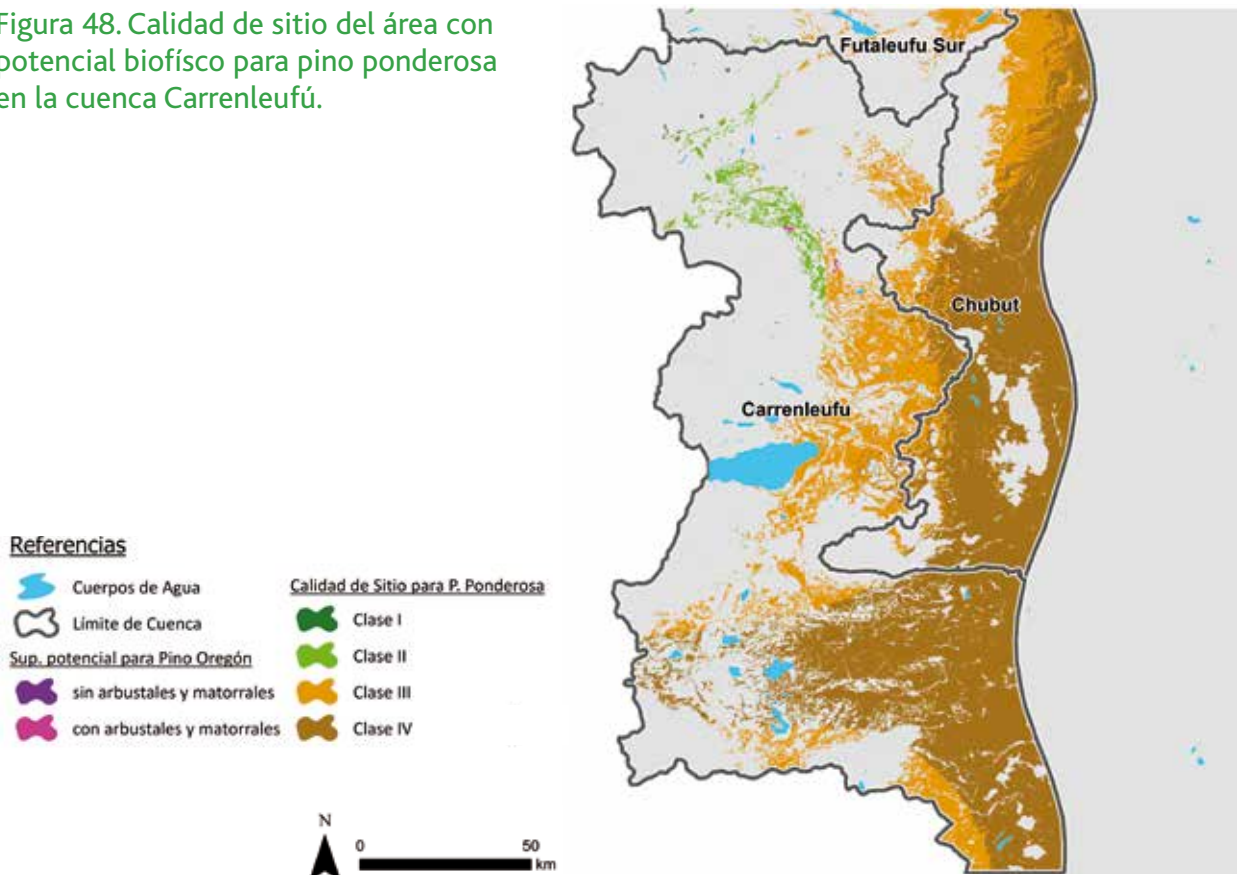 Figura 48. Calidad de sitio del área con
potencial biofísco para pino ponderosa
en la cuenca Carrenleufú.
Futaleufu Sur
Chubut
Carrenleufu
Referencias
Cuerpos de Agua
Límite de Cuenca
Sup. potencial para Pino Oregón
sin arbustales y matorrales
con arbustales y matorrales
Calidad de Sitio para P. Ponderosa
Clase I
Clase II
Clase III
Clase IV
N
0 50
km